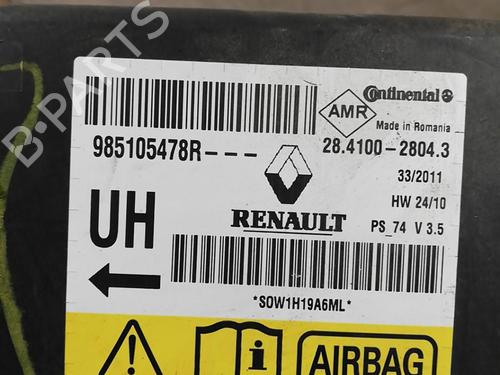 B-PARTS
Continental
AMR
Made in Romania
985105478R---
28.4100-2804.3
33/2011
HW 24/10
UH
RENAULT
PS_74 V 3.5
*SOW1H19A6ML*
AIRBAG